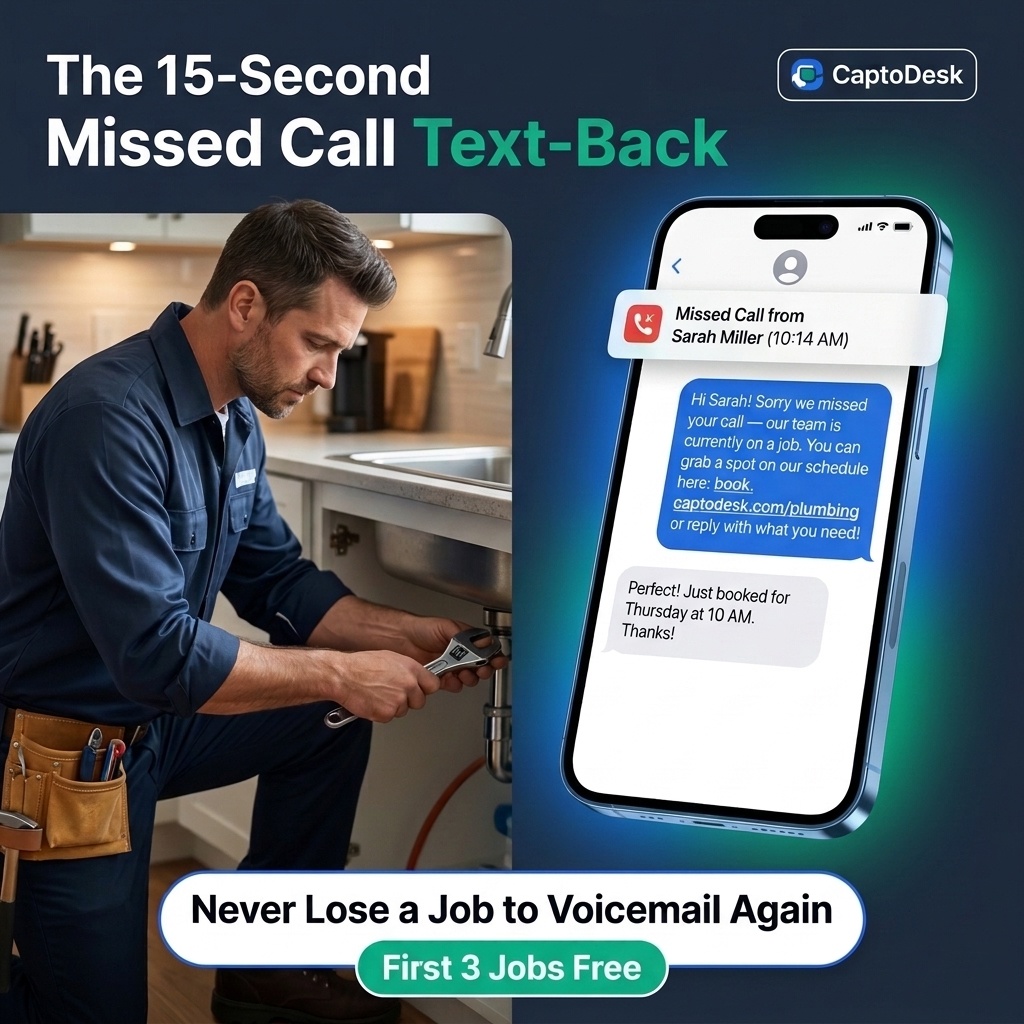 The 15-Second
Missed Call Text-Back
CaptoDesk
Missed Call from
Sarah Miller (10:14 AM)
Hi Sarah! Sorry we missed
your call — our team is
currently on a job. You can
grab a spot on our schedule
here: book.
captodesk.com/plumbing
or reply with what you need!
Perfect! Just booked for
Thursday at 10 AM.
Thanks!
Never Lose a Job to Voicemail Again
First 3 Jobs Free